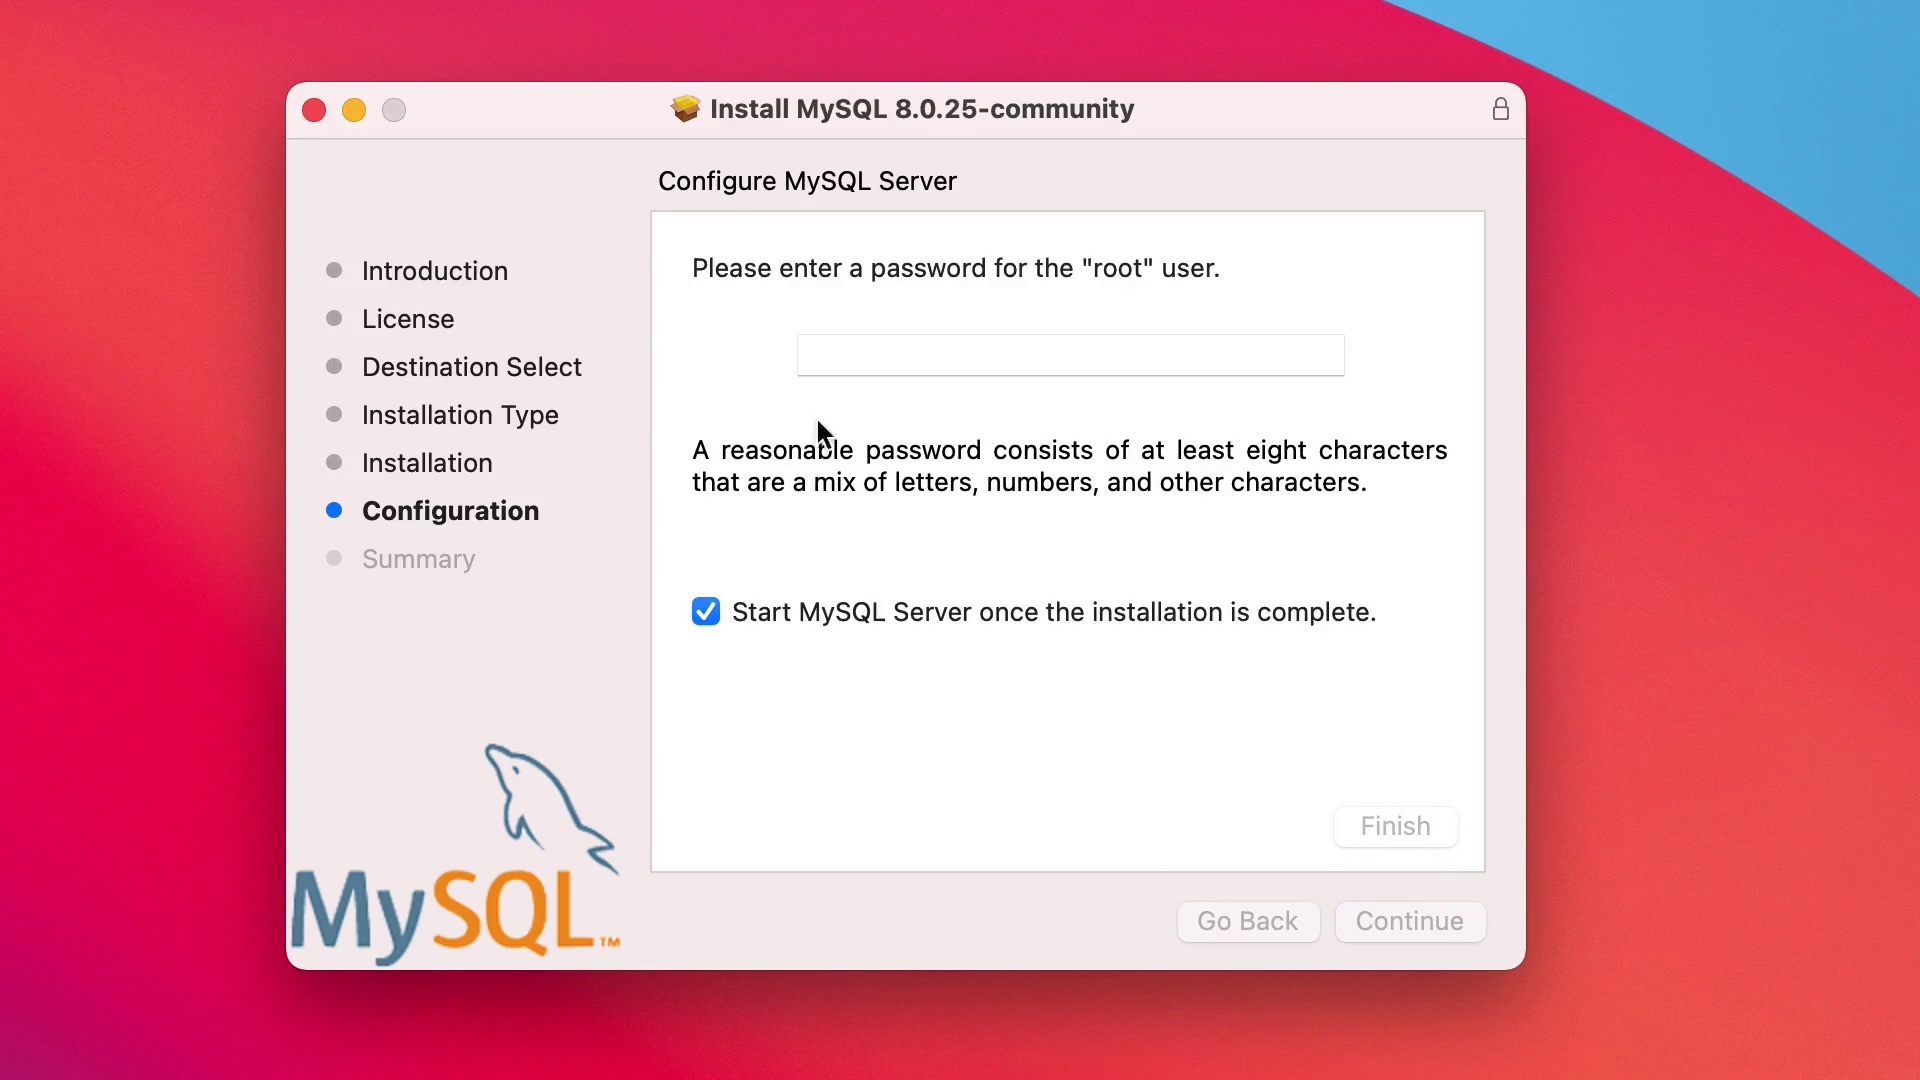 Install MySQL 8.0.25-community
Configure MySQL Server
Introduction
License
Destination Select
Installation Type
Installation
Configuration
Summary
Please enter a password for the "root" user.
A reasonable password consists of at least eight characters
that are a mix of letters, numbers, and other characters.
Start MySQL Server once the installation is complete.
Finish
MySQL™
Go Back
Continue